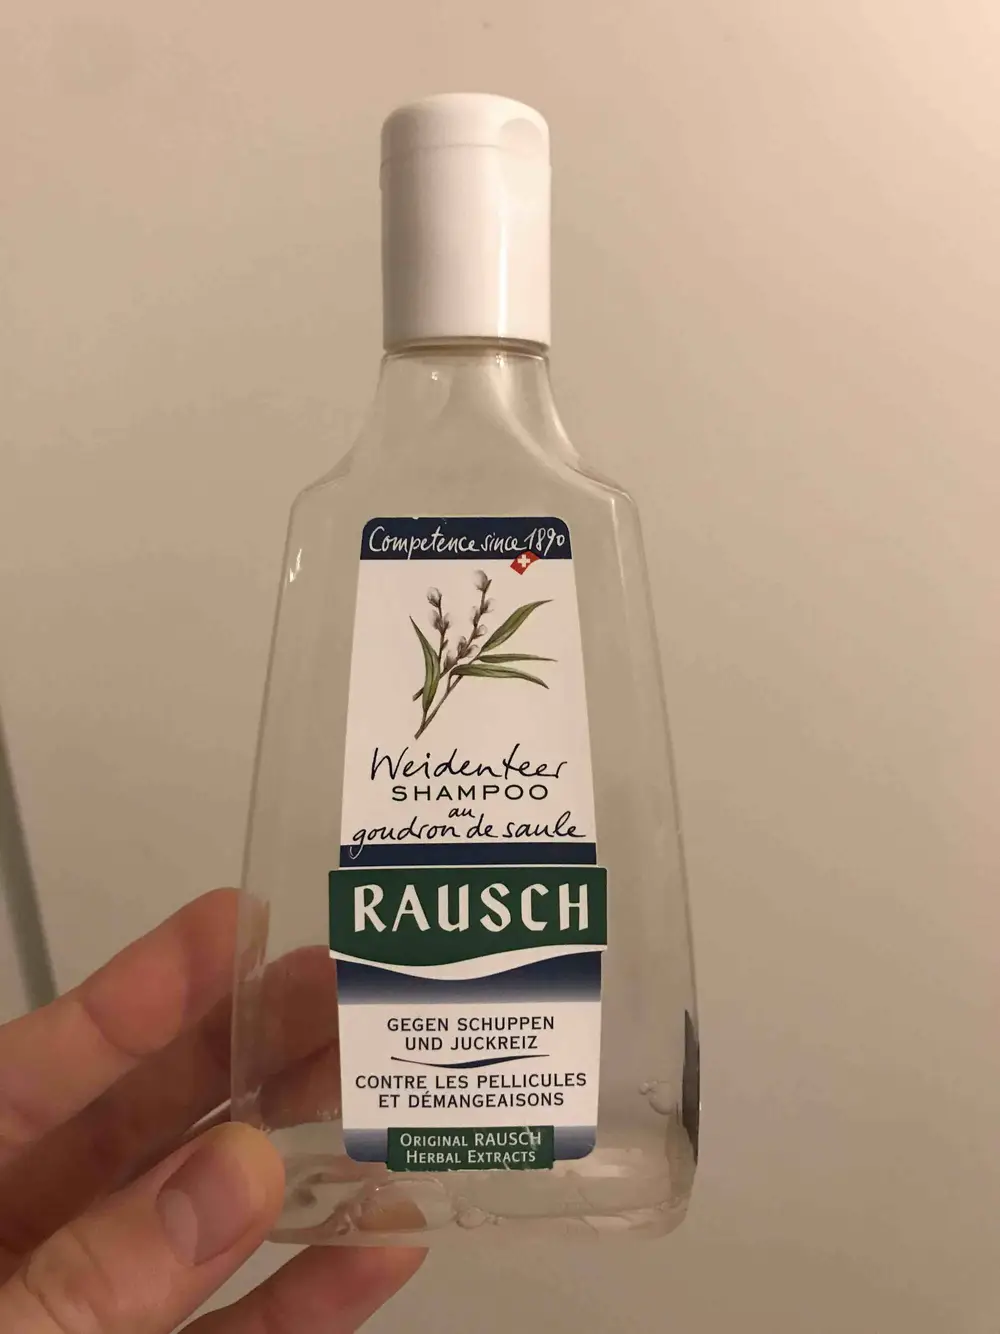 Competence since 1890
Weidenteer
SHAMPOO
au
goudron de saule
RAUSCH
GEGEN SCHUPPEN
UND JUCKREIZ
CONTRE LES PELLICULES
ET DÉMANGEAISONS
ORIGINAL RAUSCH
HERBAL EXTRACTS